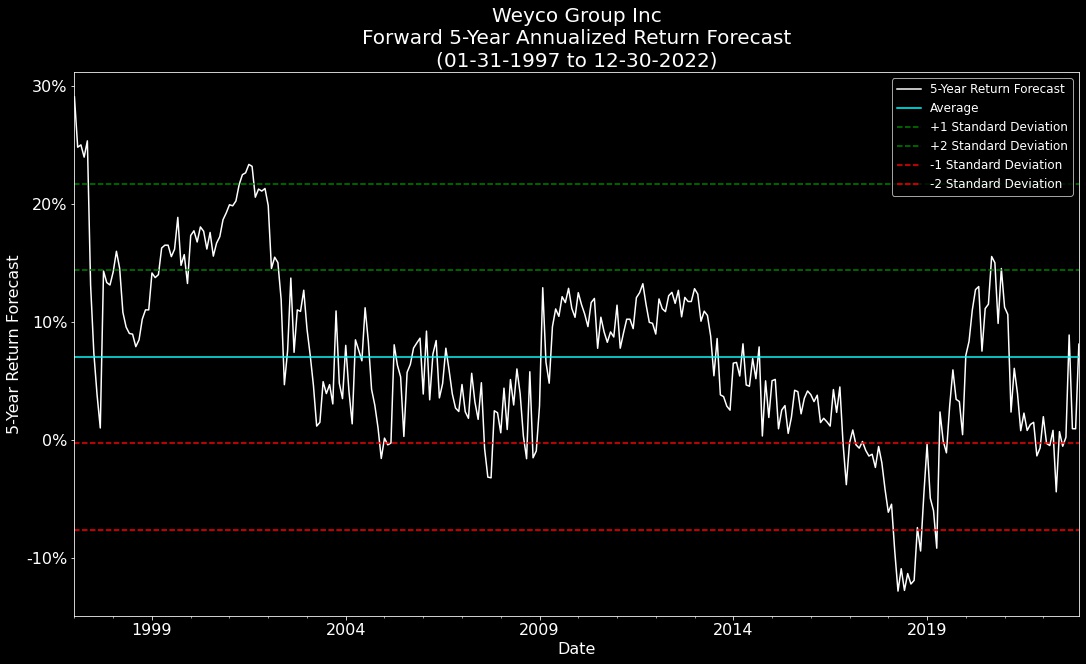 Weyco Group Inc
Forward 5-Year Annualized Return Forecast
(01-31-1997 to 12-30-2022)
5-Year Return Forecast
Average
+1 Standard Deviation
+2 Standard Deviation
-1 Standard Deviation
-2 Standard Deviation
30%
20%
10%
0%
-10%
5-Year Return Forecast
1999
2004
2009
2014
2019
Date